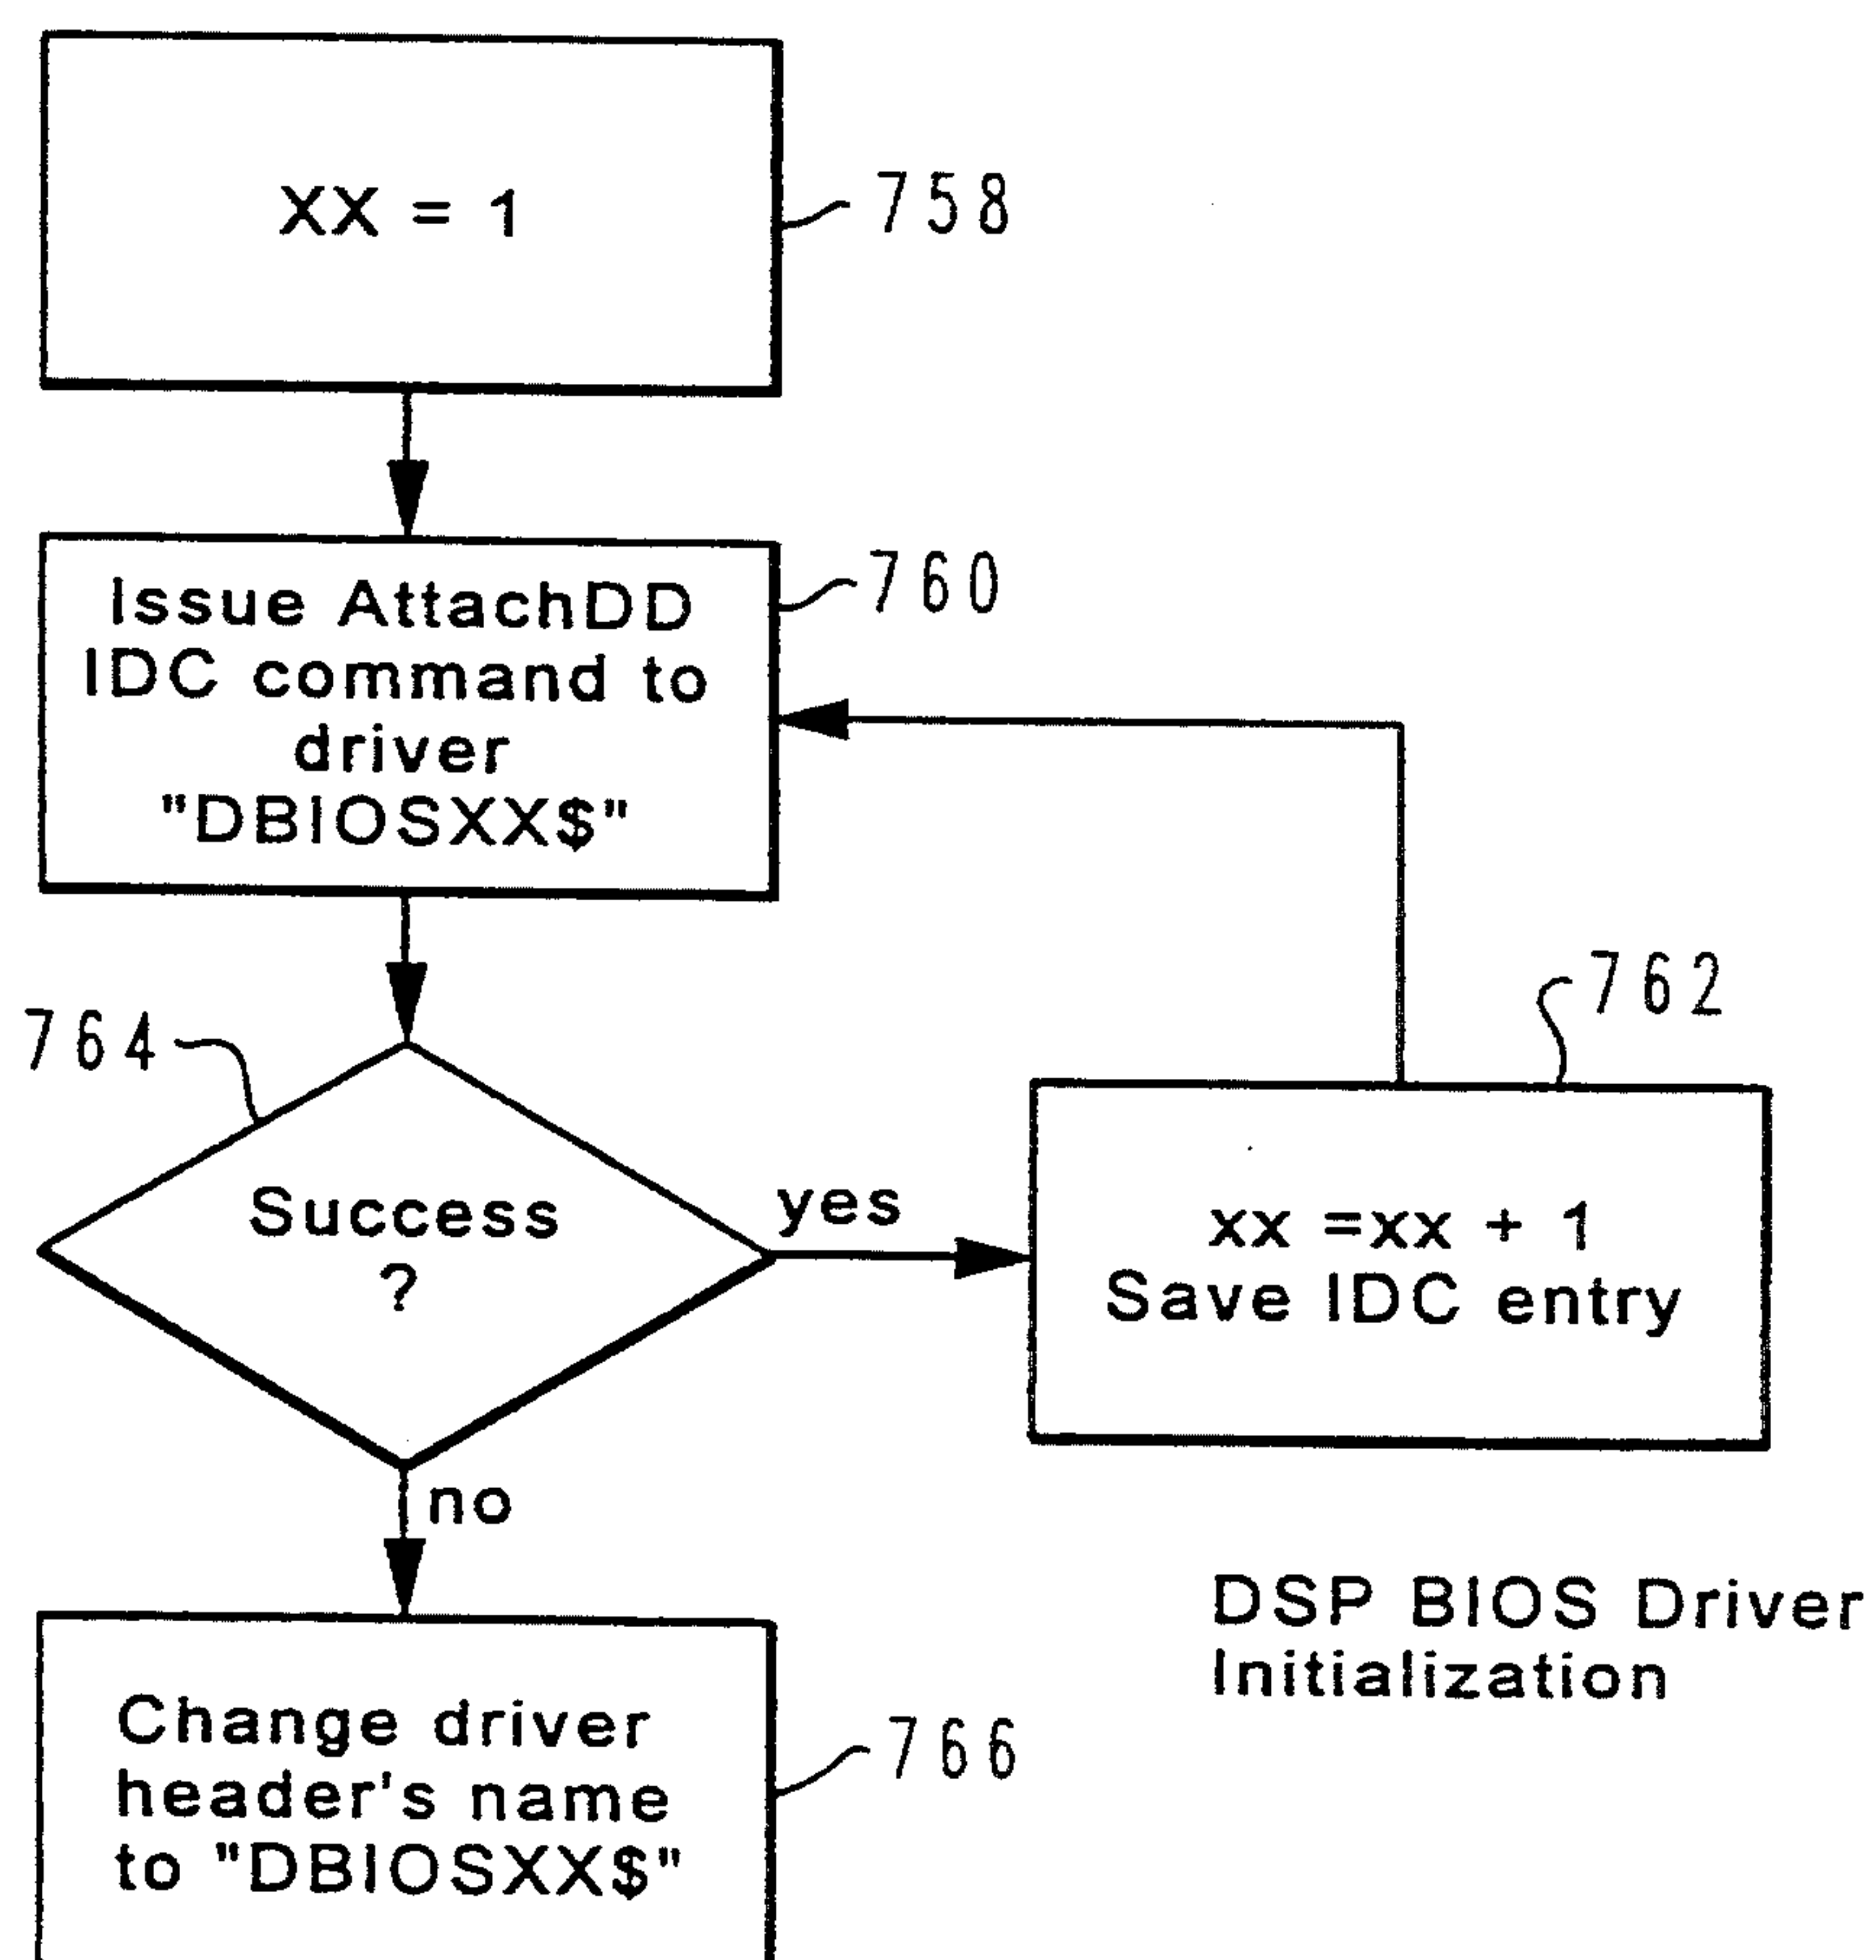 XX = 1
758
Issue AttachDD
IDC command to
driver
"DBIOSXX$"
760
762
764
Success
?
yes
xx =xx + 1
Save IDC entry
no
DSP BIOS Driver
Initialization
Change driver
header's name
to "DBIOSXX$"
766